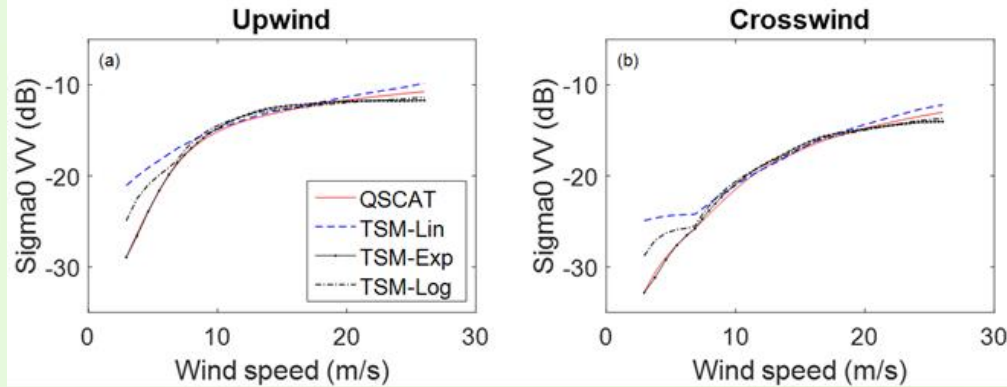 Upwind
(a)
Sigma0 VV (dB)
-10
-20
-30
0
10
20
30
Wind speed (m/s)
QSCAT
TSM-Lin
TSM-Exp
TSM-Log
Crosswind
(b)
Sigma0 VV (dB)
-10
-20
-30
0
10
20
30
Wind speed (m/s)